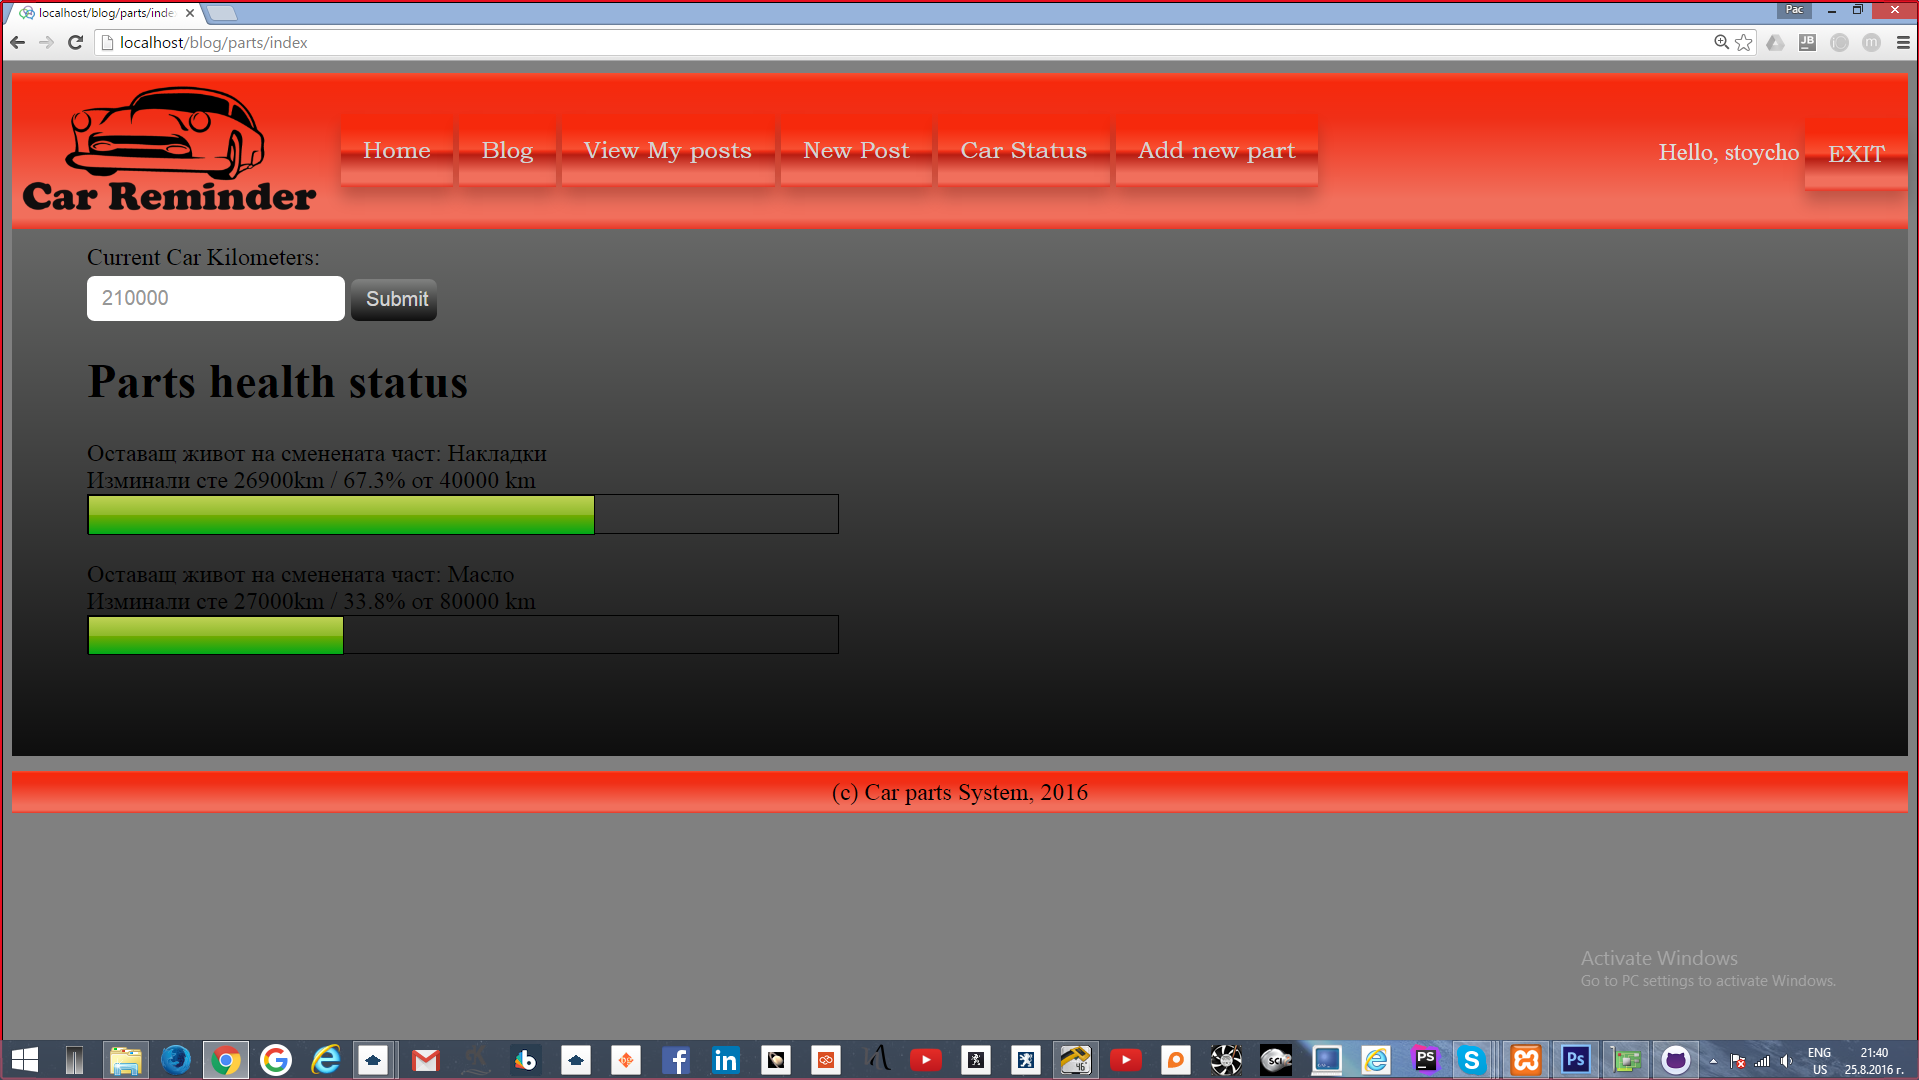 localhost/blog/parts/inde
Pac
localhost/blog/parts/index
Car Reminder
Home
Blog
View My posts
New Post
Car Status
Add new part
Hello, stoycho
EXIT
Current Car Kilometers:
210000
Submit
Parts health status
Оставащ живот на сменената част: Накладки
Изминали сте 26900km / 67.3% от 40000 km
Оставащ живот на сменената част: Масло
Изминали сте 27000km / 33.8% от 80000 km
(c) Car parts System, 2016
Activate Windows
Go to PC settings to activate Windows.
ENG
US
21:40
25.8.2016 г.